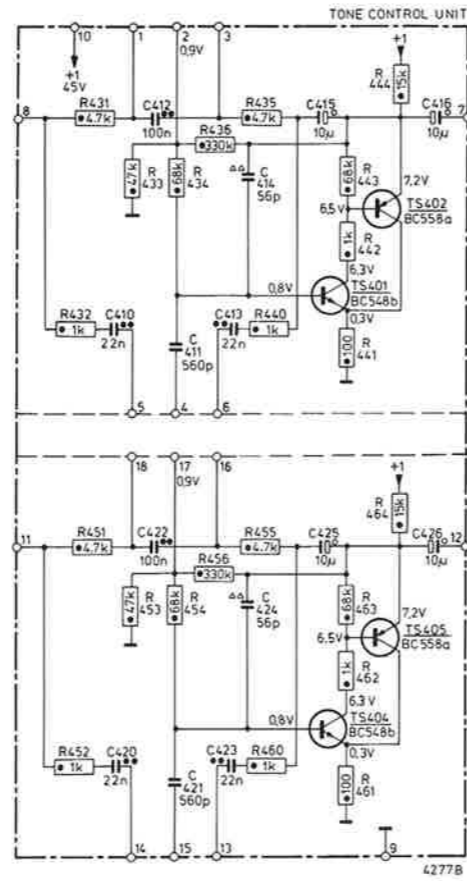 TONE CONTROL UNIT
10 1 2 3
0,9V
+1
45V
+1
R
444
15k
8 R431 C412 R435 C415 C416 7
4.7k 100n 4.7k 10µ 10µ
R436
330k
47k R
433
68k R
434
△△ C
414
56p
68k R
443
7,2V
6,5V
TS402
BC558a
1k R
442
6,3V
0,8V
TS401
BC548b
0,3V
R432 C410 C413 R440
1k 22n 22n 1k
C
411
560p
100 R
441
5 4 6
18 17 16
0,9V
+1
R
464
15k
11 R451 C422 R455 C425 C426 12
4.7k 100n 4.7k 10µ 10µ
R456
330k
47k R
453
68k R
454
△△ C
424
56p
68k R
463
7,2V
6,5V
TS405
BC558a
1k R
462
6,3V
0,8V
TS404
BC548b
0,3V
R452 C420 C423 R460
1k 22n 22n 1k
C
421
560p
100 R
461
14 15 13 9
4277B